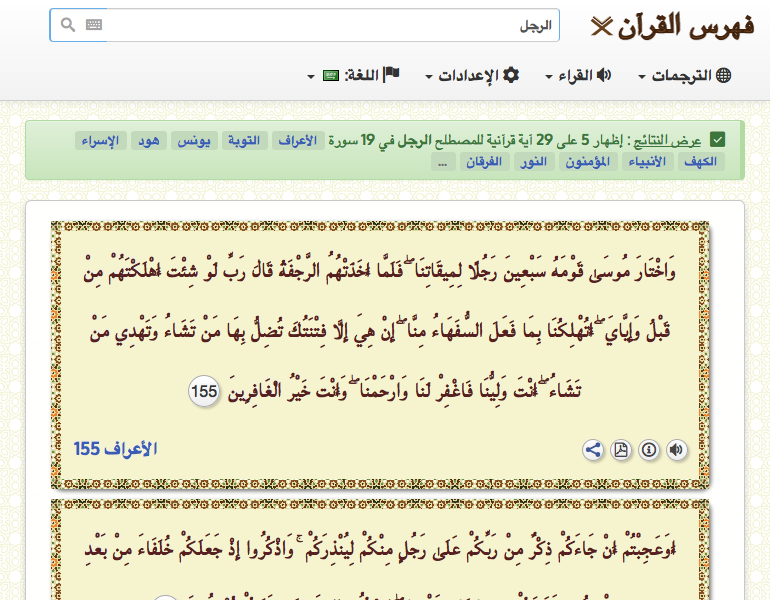 فهرس القرآن
الرجل
الترجمات القراء الإعدادات اللغة:
عرض النتائج : إظهار 5 على 29 آية قرآنية للمصطلح الرجل في 19 سورة الأعراف التوبة يونس هود الإسراء
الكهف الأنبياء المؤمنون النور الفرقان ...
وَاخْتَارَ مُوسَىٰ قَوْمَهُ سَبْعِينَ رَجُلًا لِمِيقَاتِنَا ۖ فَلَمَّا أَخَذَتْهُمُ الرَّجْفَةُ قَالَ رَبِّ لَوْ شِئْتَ أَهْلَكْتَهُمْ مِنْ
قَبْلُ وَإِيَّايَ ۖ أَتُهْلِكُنَا بِمَا فَعَلَ السُّفَهَاءُ مِنَّا ۖ إِنْ هِيَ إِلَّا فِتْنَتُكَ تُضِلُّ بِهَا مَنْ تَشَاءُ وَتَهْدِي مَنْ
تَشَاءُ ۖ أَنْتَ وَلِيُّنَا فَاغْفِرْ لَنَا وَارْحَمْنَا ۖ وَأَنْتَ خَيْرُ الْغَافِرِينَ 155
الأعراف 155
أَوَعَجِبْتُمْ أَنْ جَاءَكُمْ ذِكْرٌ مِنْ رَبِّكُمْ عَلَىٰ رَجُلٍ مِنْكُمْ لِيُنْذِرَكُمْ ۚ وَاذْكُرُوا إِذْ جَعَلَكُمْ خُلَفَاءَ مِنْ بَعْدِ